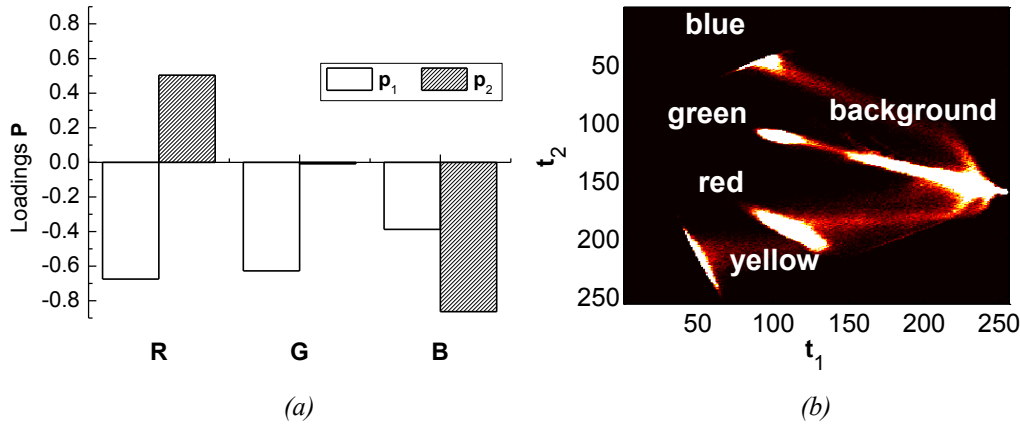 Loadings P
0.8
0.6
0.4
0.2
0.0
-0.2
-0.4
-0.6
-0.8
p1
p2
R G B
(a)
blue
green
background
red
yellow
t2
50
100
150
200
250
50 100 150 200 250
t1
(b)